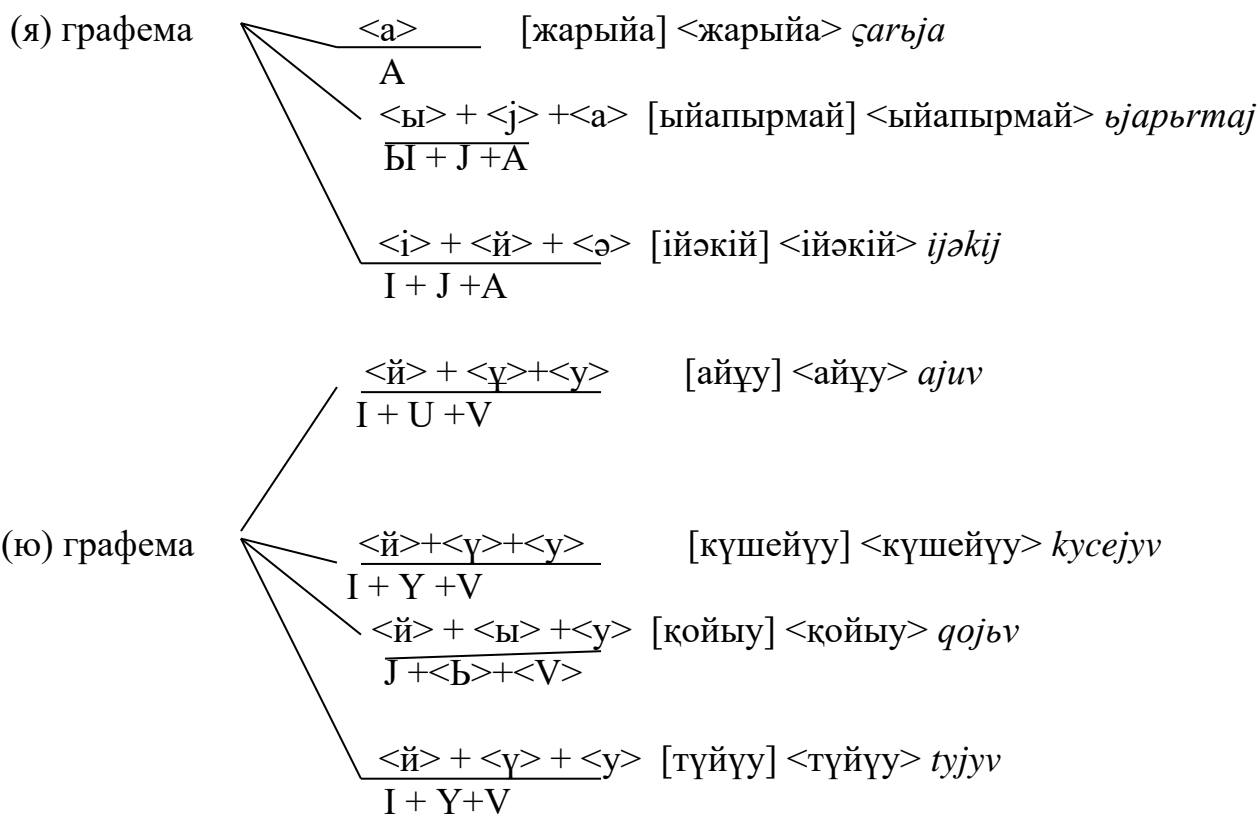 (я) графема <а> [жарыйа] <жарыйа> çarьja
А
<ы> + <j> +<а> [ыйапырмай] <ыйапырмай> ьjapьrmaj
Ы + J +А
<і> + <й> + <ә> [ійәкій] <ійәкій> ijəkij
I + J +A
<й> + <ұ>+<у> [айұу] <айұу> ajuv
I + U +V
(ю) графема <й>+<ү>+<у> [күшейүу] <күшейүу> kycejyv
I + Y +V
<й> + <ы> +<у> [қойыу] <қойыу> qojьv
J +<Ь>+<V>
<й> + <ү> + <у> [түйүу] <түйүу> tyjyv
I + Y+V